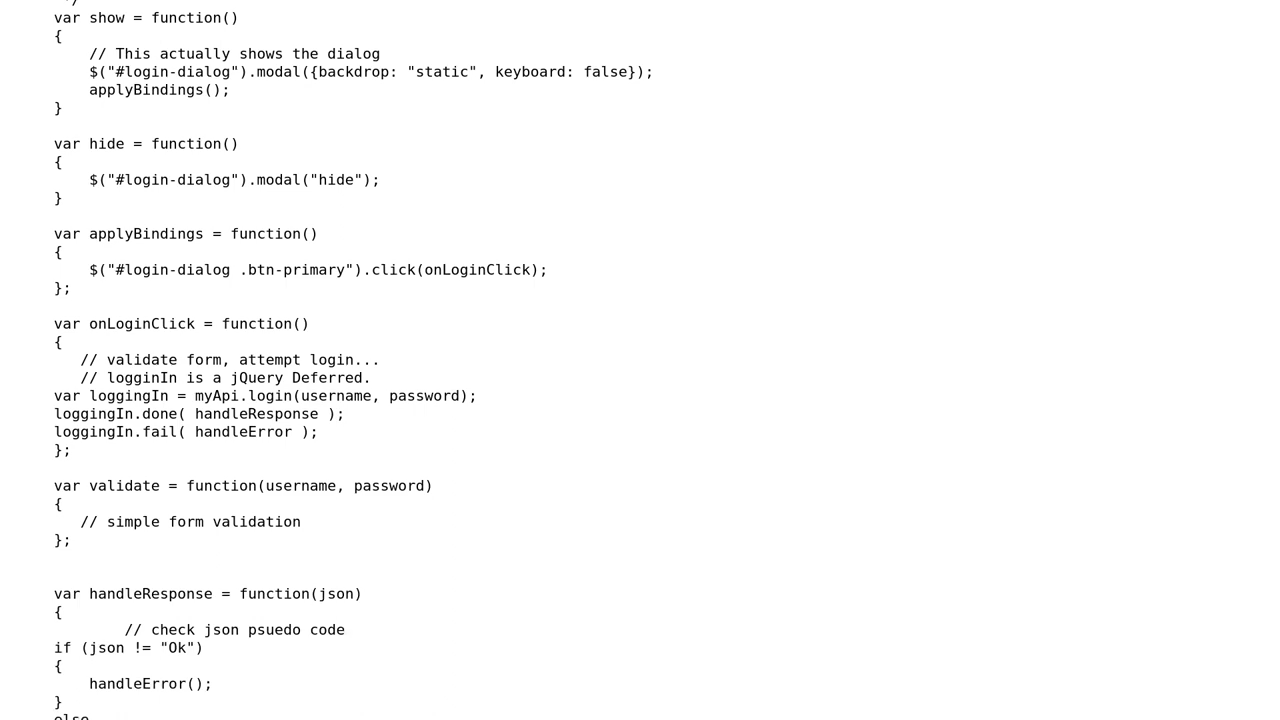 */
var show = function()
{
    // This actually shows the dialog
    $("#login-dialog").modal({backdrop: "static", keyboard: false});
    applyBindings();
}

var hide = function()
{
    $("#login-dialog").modal("hide");
}

var applyBindings = function()
{
    $("#login-dialog .btn-primary").click(onLoginClick);
};

var onLoginClick = function()
{
   // validate form, attempt login...
   // logginIn is a jQuery Deferred.
var loggingIn = myApi.login(username, password);
loggingIn.done( handleResponse );
loggingIn.fail( handleError );
};

var validate = function(username, password)
{
   // simple form validation
};


var handleResponse = function(json)
{
        // check json psuedo code
if (json != "Ok")
{
    handleError();
}
else